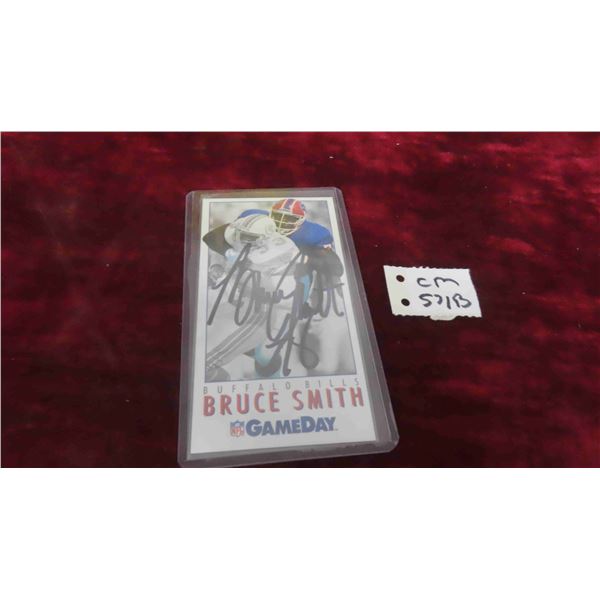 BUFFALO BILLS
BRUCE SMITH
NFL GAMEDAY
CM
571B